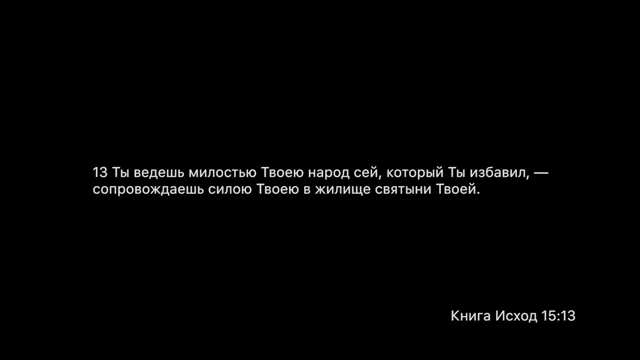 13 Ты ведешь милостью Твоею народ сей, который Ты избавил, —
сопровождаешь силою Твоею в жилище святыни Твоей.
Книга Исход 15:13